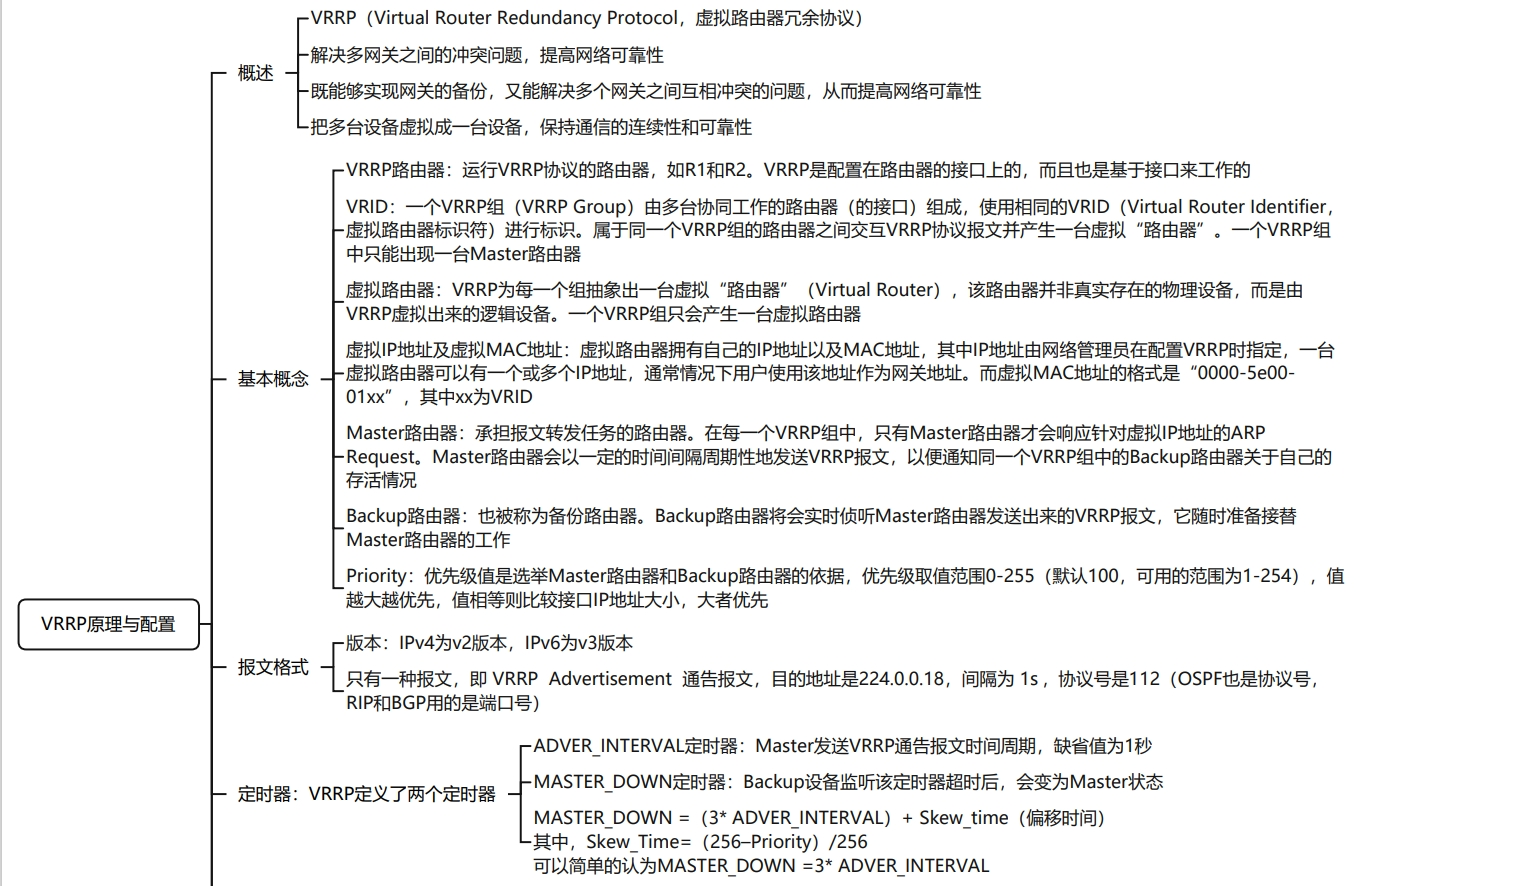 VRRP（Virtual Router Redundancy Protocol，虚拟路由器冗余协议）
解决多网关之间的冲突问题，提高网络可靠性
概述
既能够实现网关的备份，又能解决多个网关之间互相冲突的问题，从而提高网络可靠性
把多台设备虚拟成一台设备，保持通信的连续性和可靠性
VRRP路由器：运行VRRP协议的路由器，如R1和R2。VRRP是配置在路由器的接口上的，而且也是基于接口来工作的
VRID：一个VRRP组（VRRP Group）由多台协同工作的路由器（的接口）组成，使用相同的VRID（Virtual Router Identifier，
虚拟路由器标识符）进行标识。属于同一个VRRP组的路由器之间交互VRRP协议报文并产生一台虚拟“路由器”。一个VRRP组
中只能出现一台Master路由器
虚拟路由器：VRRP为每一个组抽象出一台虚拟“路由器”（Virtual Router），该路由器并非真实存在的物理设备，而是由
VRRP虚拟出来的逻辑设备。一个VRRP组只会产生一台虚拟路由器
虚拟IP地址及虚拟MAC地址：虚拟路由器拥有自己的IP地址以及MAC地址，其中IP地址由网络管理员在配置VRRP时指定，一台
虚拟路由器可以有一个或多个IP地址，通常情况下用户使用该地址作为网关地址。而虚拟MAC地址的格式是“0000-5e00-
01xx”，其中xx为VRID
基本概念
Master路由器：承担报文转发任务的路由器。在每一个VRRP组中，只有Master路由器才会响应针对虚拟IP地址的ARP
Request。Master路由器会以一定的时间间隔周期性地发送VRRP报文，以便通知同一个VRRP组中的Backup路由器关于自己的
存活情况
Backup路由器：也被称为备份路由器。Backup路由器将会实时侦听Master路由器发送出来的VRRP报文，它随时准备接替
Master路由器的工作
Priority：优先级值是选举Master路由器和Backup路由器的依据，优先级取值范围0-255（默认100，可用的范围为1-254），值
越大越优先，值相等则比较接口IP地址大小，大者优先
VRRP原理与配置
版本：IPv4为v2版本，IPv6为v3版本
报文格式
只有一种报文，即 VRRP Advertisement 通告报文，目的地址是224.0.0.18，间隔为 1s ，协议号是112（OSPF也是协议号，
RIP和BGP用的是端口号）
ADVER_INTERVAL定时器：Master发送VRRP通告报文时间周期，缺省值为1秒
MASTER_DOWN定时器：Backup设备监听该定时器超时后，会变为Master状态
定时器：VRRP定义了两个定时器
MASTER_DOWN =（3* ADVER_INTERVAL）+ Skew_time（偏移时间）
其中，Skew_Time=（256–Priority）/256
可以简单的认为MASTER_DOWN =3* ADVER_INTERVAL